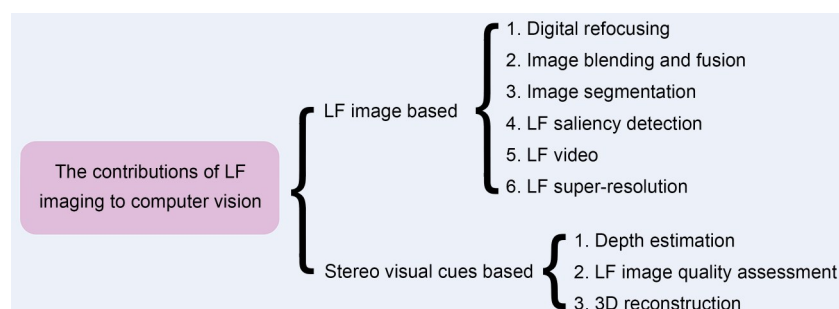 The contributions of LF
imaging to computer vision
LF image based
1. Digital refocusing
2. Image blending and fusion
3. Image segmentation
4. LF saliency detection
5. LF video
6. LF super-resolution
Stereo visual cues based
1. Depth estimation
2. LF image quality assessment
3. 3D reconstruction